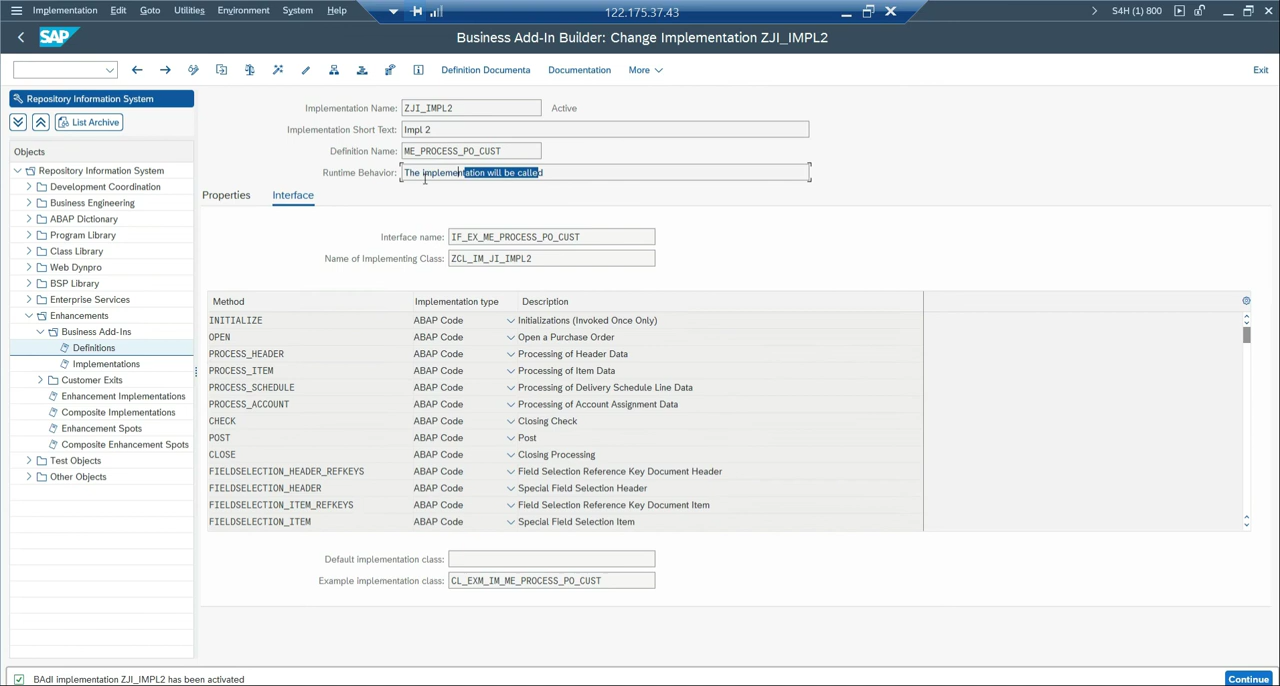 Implementation Edit Goto Utilities Environment System Help
122.175.37.43
S4H (1) 800
SAP
Business Add-In Builder: Change Implementation ZJI_IMPL2
Definition Documenta Documentation More Exit
Repository Information System
List Archive
Objects
Repository Information System
Development Coordination
Business Engineering
ABAP Dictionary
Program Library
Class Library
Web Dynpro
BSP Library
Enterprise Services
Enhancements
Business Add-Ins
Definitions
Implementations
Customer Exits
Enhancement Implementations
Composite Implementations
Enhancement Spots
Composite Enhancement Spots
Test Objects
Other Objects
Implementation Name: ZJI_IMPL2 Active
Implementation Short Text: Impl 2
Definition Name: ME_PROCESS_PO_CUST
Runtime Behavior: The implementation will be called
Properties Interface
Interface name: IF_EX_ME_PROCESS_PO_CUST
Name of Implementing Class: ZCL_IM_JI_IMPL2
Method Implementation type Description
INITIALIZE ABAP Code Initializations (Invoked Once Only)
OPEN ABAP Code Open a Purchase Order
PROCESS_HEADER ABAP Code Processing of Header Data
PROCESS_ITEM ABAP Code Processing of Item Data
PROCESS_SCHEDULE ABAP Code Processing of Delivery Schedule Line Data
PROCESS_ACCOUNT ABAP Code Processing of Account Assignment Data
CHECK ABAP Code Closing Check
POST ABAP Code Post
CLOSE ABAP Code Closing Processing
FIELDSELECTION_HEADER_REFKEYS ABAP Code Field Selection Reference Key Document Header
FIELDSELECTION_HEADER ABAP Code Special Field Selection Header
FIELDSELECTION_ITEM_REFKEYS ABAP Code Field Selection Reference Key Document Item
FIELDSELECTION_ITEM ABAP Code Special Field Selection Item
Default implementation class:
Example implementation class: CL_EXM_IM_ME_PROCESS_PO_CUST
BAdI implementation ZJI_IMPL2 has been activated
Continue